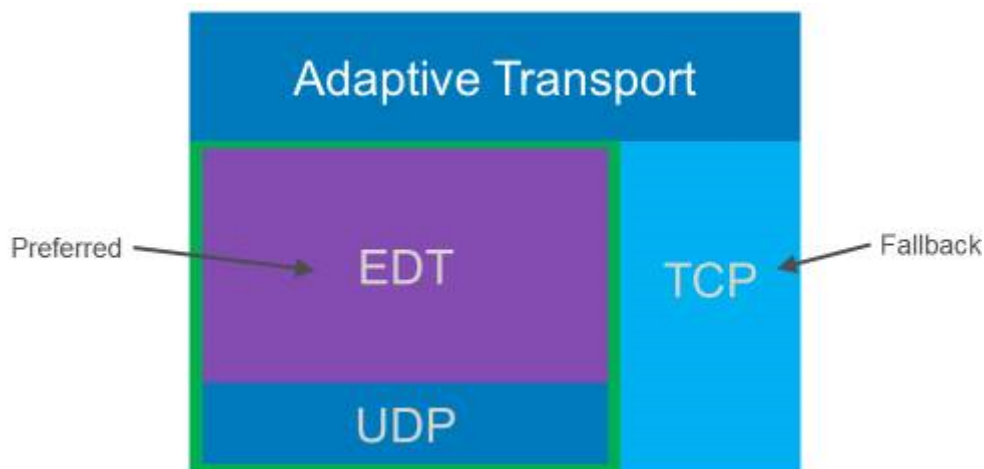 Adaptive Transport
Preferred
EDT
TCP
Fallback
UDP